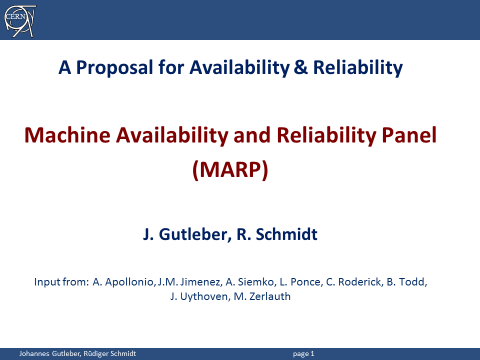 CERN
A Proposal for Availability & Reliability
Machine Availability and Reliability Panel
(MARP)
J. Gutleber, R. Schmidt
Input from: A. Apollonio, J.M. Jimenez, A. Siemko, L. Ponce, C. Roderick, B. Todd,
J. Uythoven, M. Zerlauth
Johannes Gutleber, Rüdiger Schmidt page 1